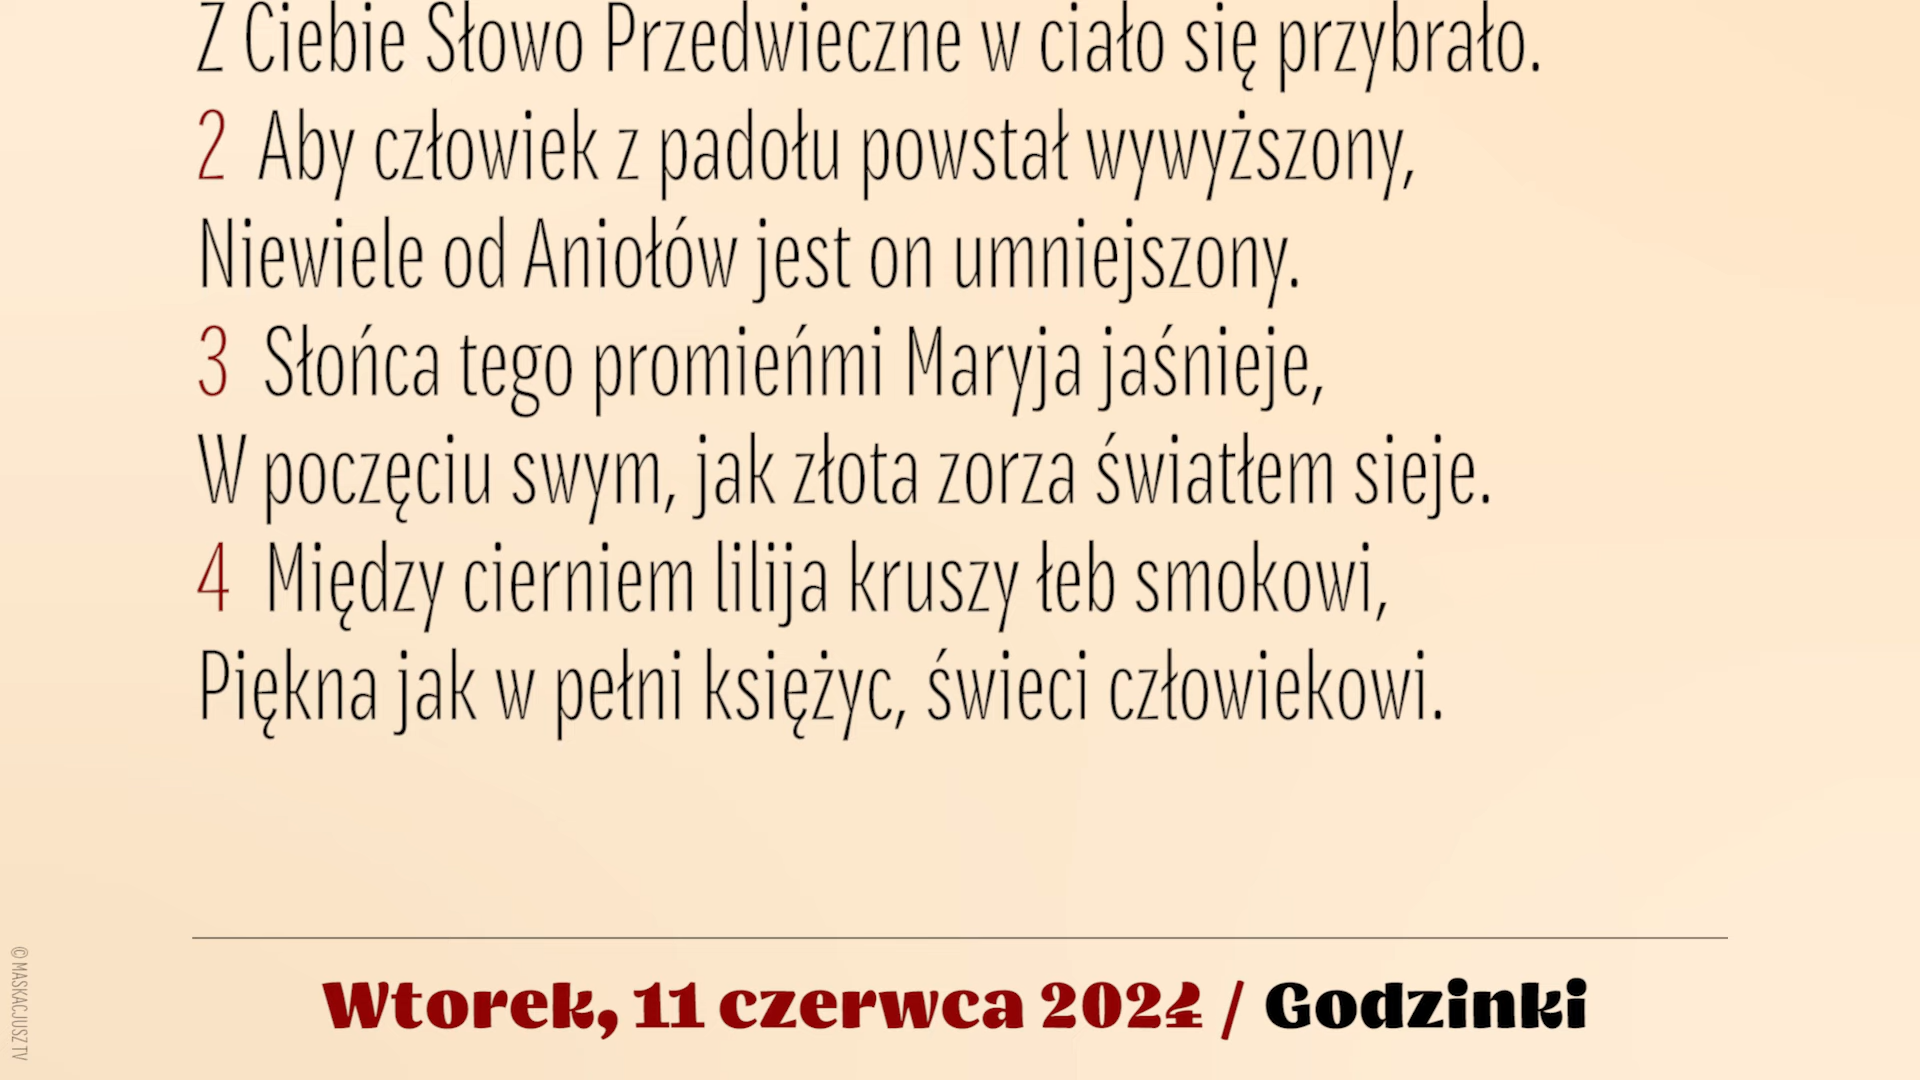 Z Ciebie Słowo Przedwieczne w ciało się przybrało.
2 Aby człowiek z padołu powstał wywyższony,
Niewiele od Aniołów jest on umniejszony.
3 Słońca tego promieńmi Maryja jaśnieje,
W poczęciu swym, jak złota zorza światłem sieje.
4 Między cierniem lilija kruszy łeb smokowi,
Piękna jak w pełni księżyc, świeci człowiekowi.
© MASKACJUSZ TV
Wtorek, 11 czerwca 2024 / Godzinki